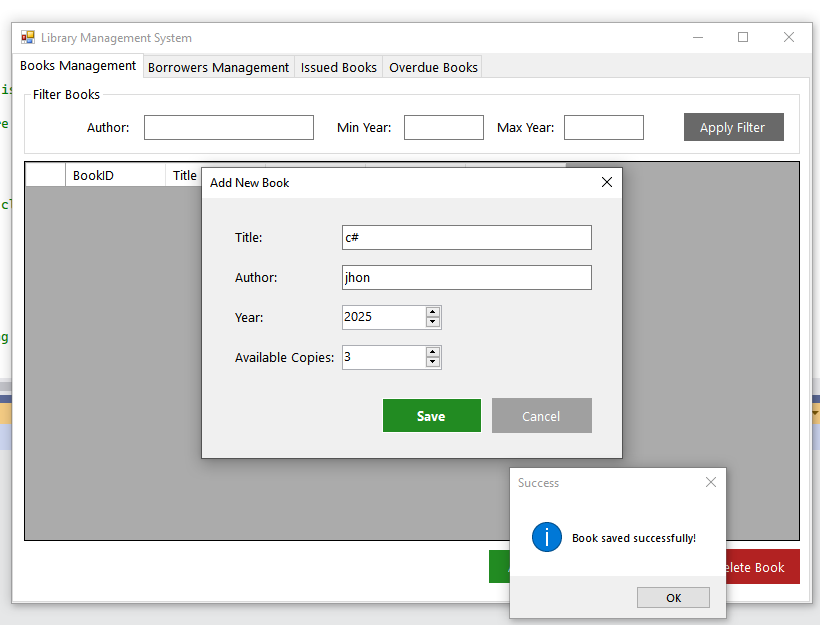 Library Management System
Books Management Borrowers Management Issued Books Overdue Books
Filter Books
Author: Min Year: Max Year: Apply Filter
BookID Title
Add New Book
Title: c#
Author: jhon
Year: 2025
Available Copies: 3
Save Cancel
Success
Book saved successfully!
Book
OK